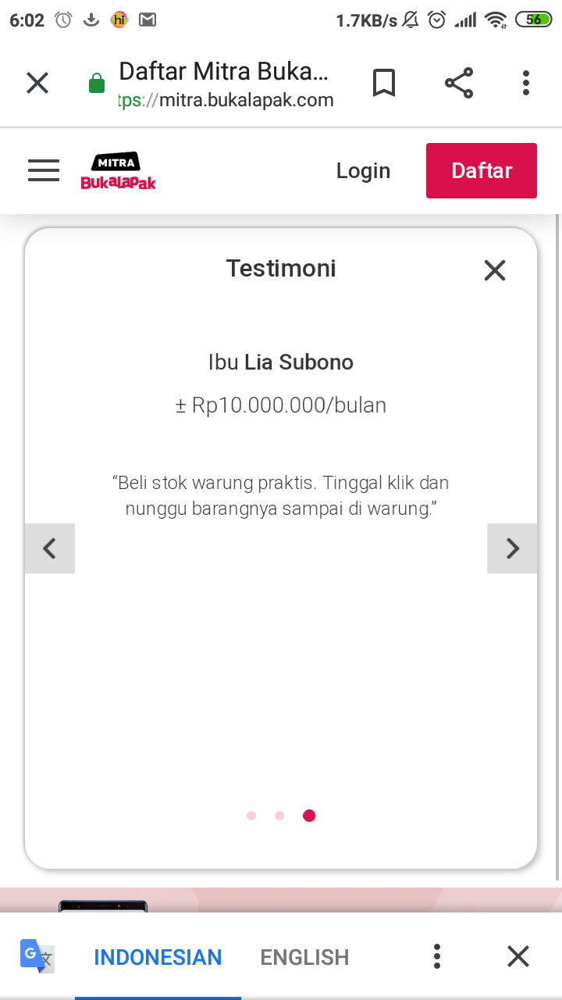 6:02
hi
1.7KB/s
56
Daftar Mitra Buka...
tps://mitra.bukalapak.com
MITRA
BukaLapak
Login
Daftar
Testimoni
Ibu Lia Subono
± Rp10.000.000/bulan
“Beli stok warung praktis. Tinggal klik dan
nunggu barangnya sampai di warung.”
G 文
INDONESIAN
ENGLISH